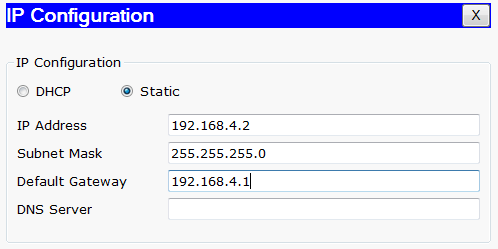 IP Configuration X
IP Configuration
DHCP Static
IP Address 192.168.4.2
Subnet Mask 255.255.255.0
Default Gateway 192.168.4.1
DNS Server